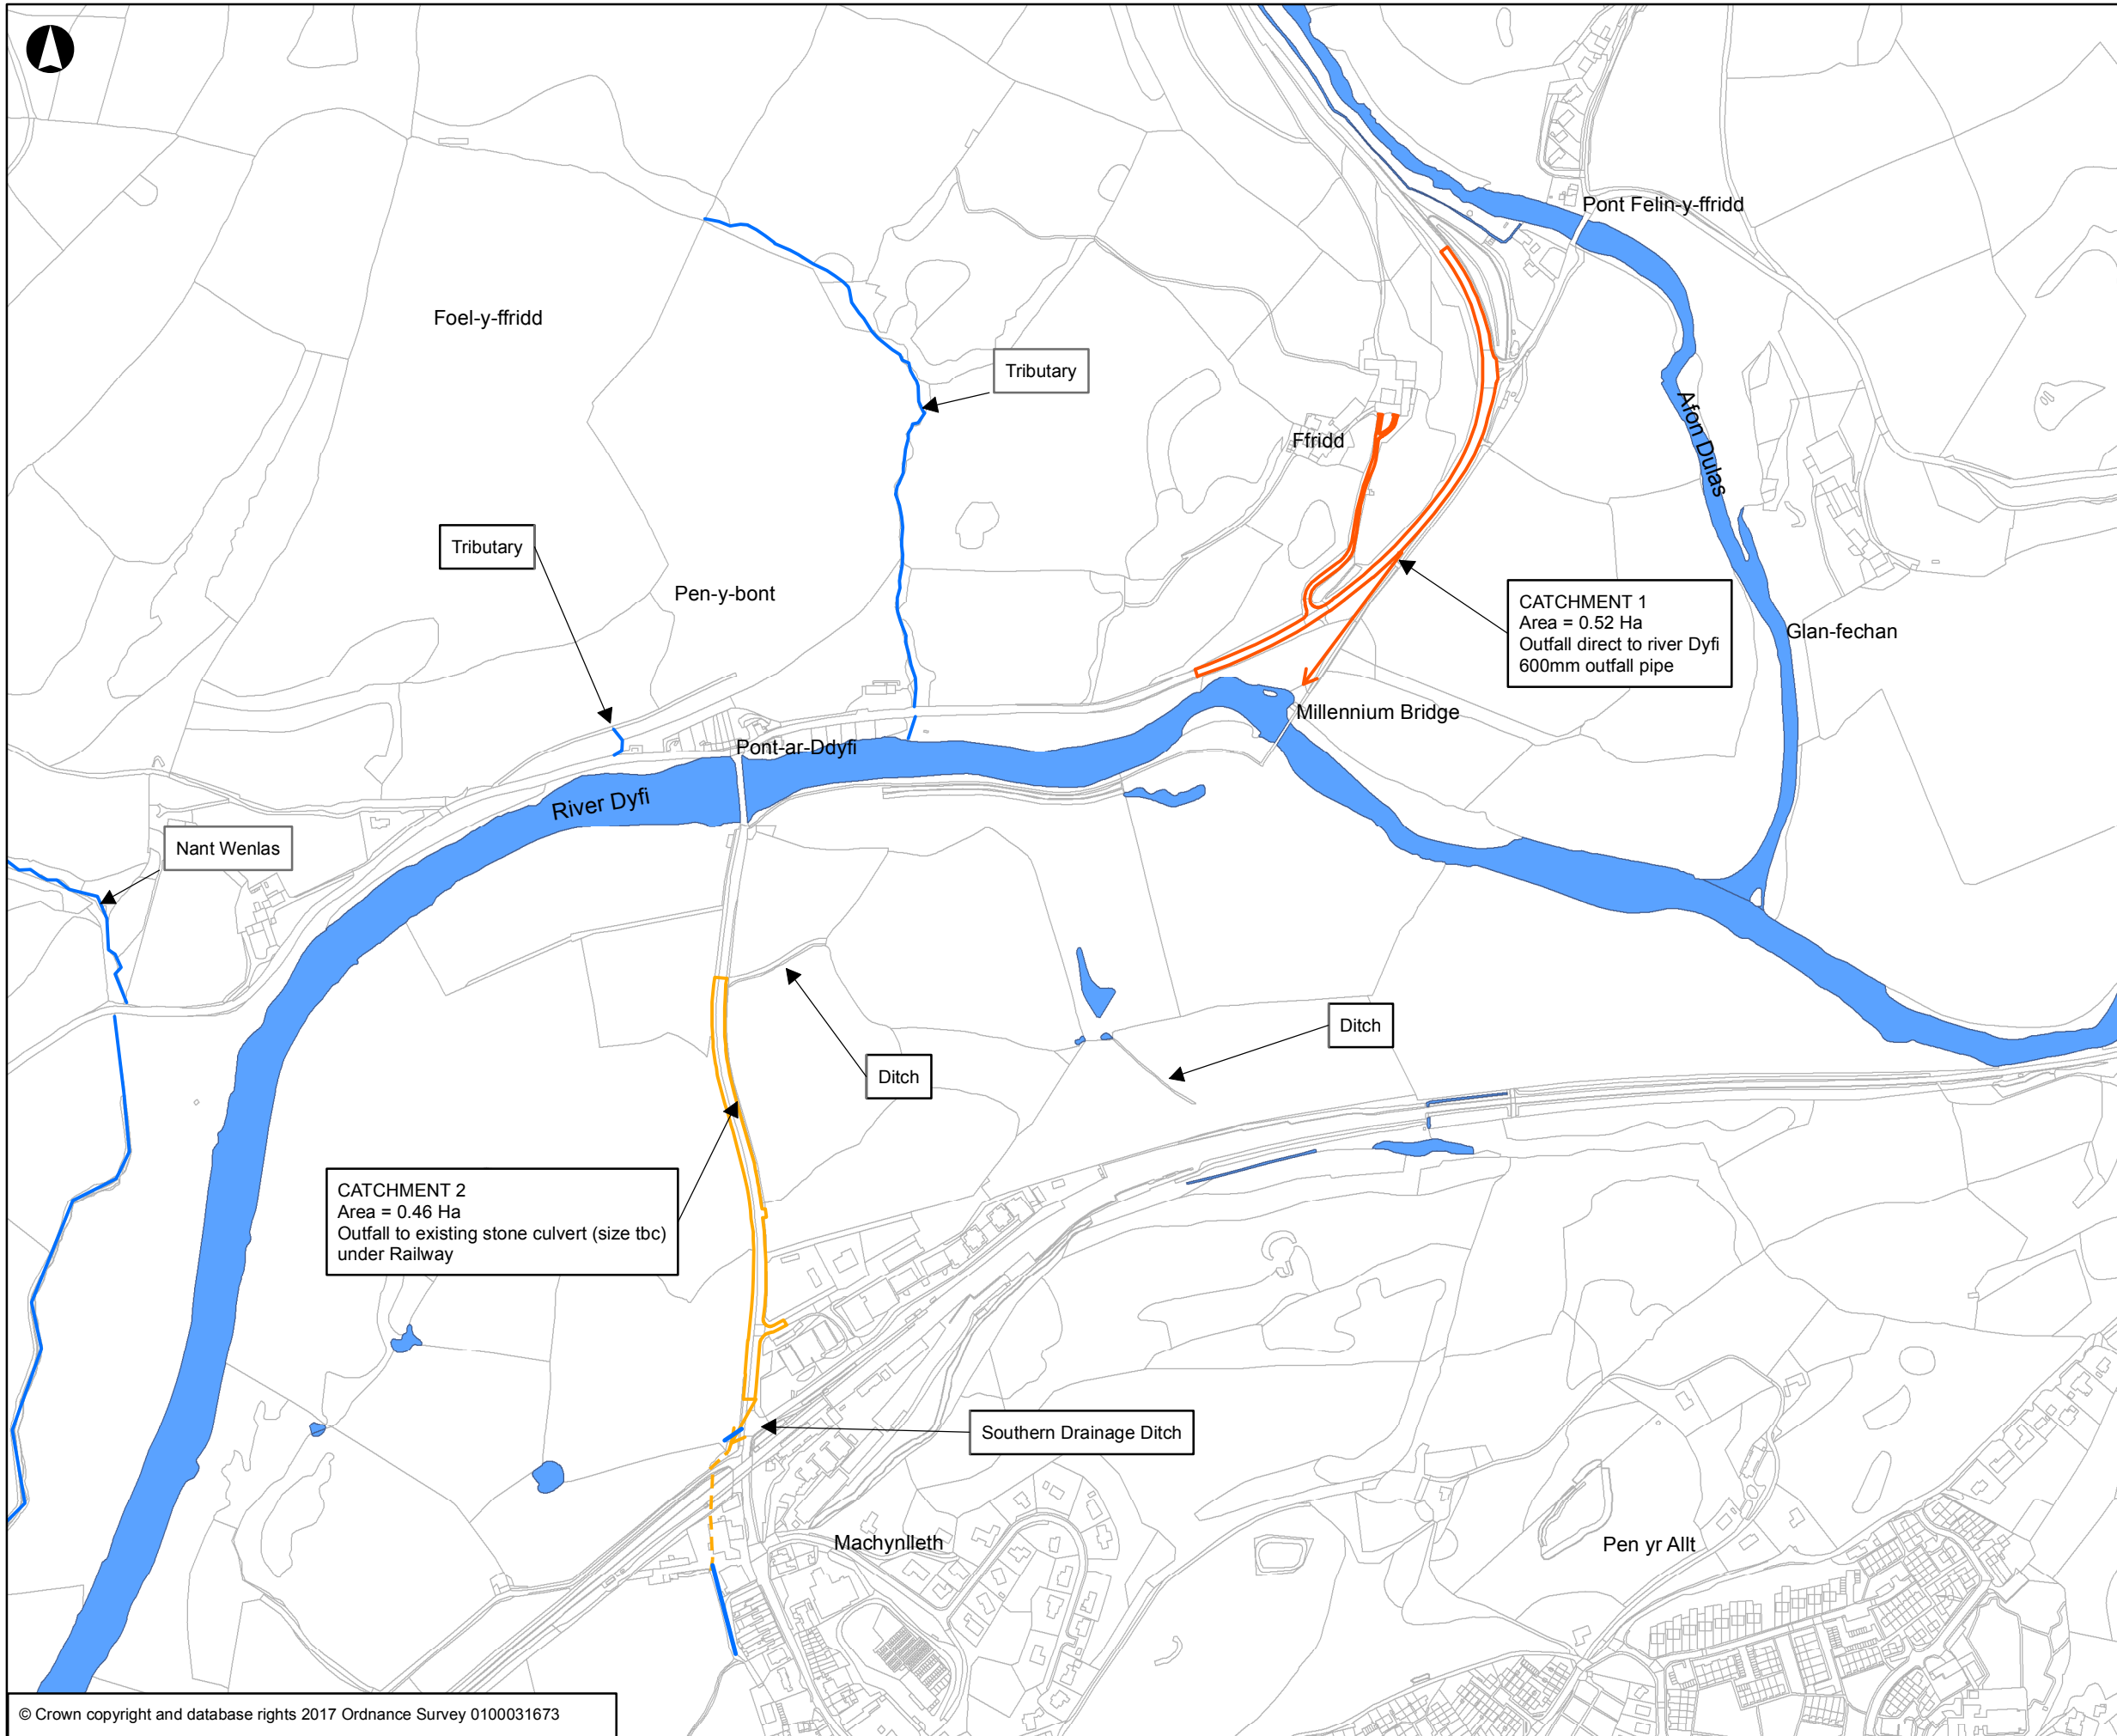 Pont Felin-y-ffridd
Foel-y-ffridd
Tributary
Ffridd
Afon Dulas
Tributary
Pen-y-bont
CATCHMENT 1
Area = 0.52 Ha
Outfall direct to river Dyfi
600mm outfall pipe
Glan-fechan
Millennium Bridge
Pont-ar-Ddyfi
River Dyfi
Nant Wenlas
Ditch
Ditch
CATCHMENT 2
Area = 0.46 Ha
Outfall to existing stone culvert (size tbc)
under Railway
Southern Drainage Ditch
Machynlleth
Pen yr Allt
© Crown copyright and database rights 2017 Ordnance Survey 0100031673